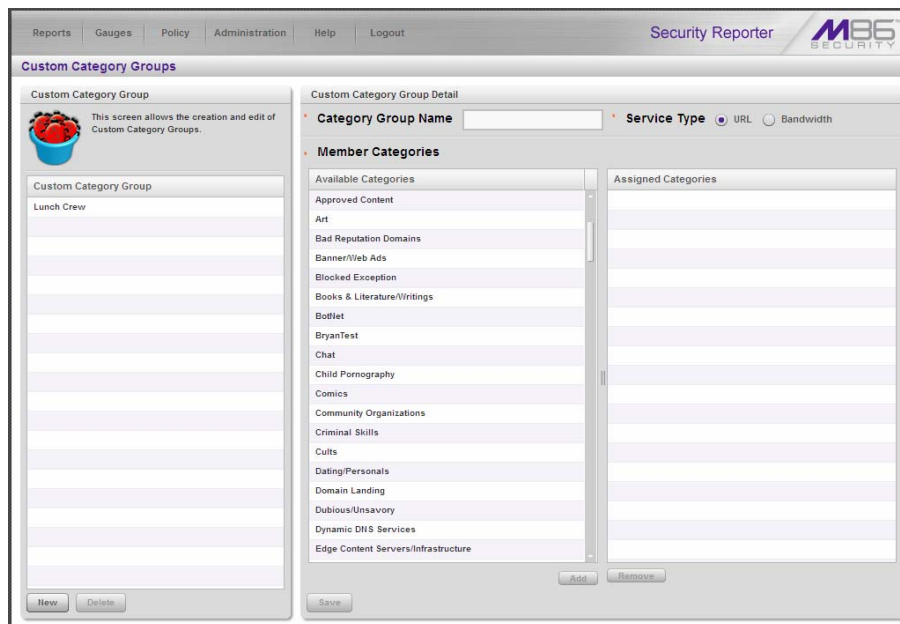 Reports Gauges Policy Administration Help Logout Security Reporter M86™ SECURITY
Custom Category Groups
Custom Category Group
This screen allows the creation and edit of
Custom Category Groups.
Custom Category Group
Lunch Crew
New Delete
Custom Category Group Detail
* Category Group Name * Service Type URL Bandwidth
* Member Categories
Available Categories
Approved Content
Art
Bad Reputation Domains
Banner/Web Ads
Blocked Exception
Books & Literature/Writings
BotNet
BryanTest
Chat
Child Pornography
Comics
Community Organizations
Criminal Skills
Cults
Dating/Personals
Domain Landing
Dubious/Unsavory
Dynamic DNS Services
Edge Content Servers/Infrastructure
Add
Assigned Categories
Remove
Save